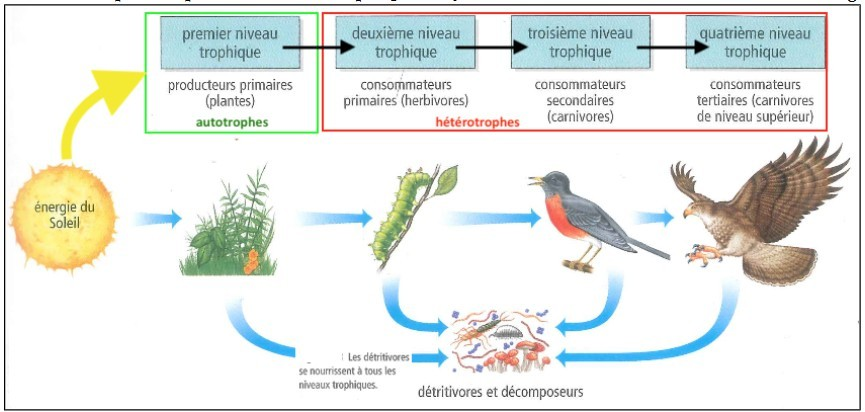 premier niveau
trophique
deuxième niveau
trophique
troisième niveau
trophique
quatrième niveau
trophique
producteurs primaires
(plantes)
autotrophes
consommateurs
primaires (herbivores)
hétérotrophes
consommateurs
secondaires
(carnivores)
consommateurs
tertiaires (carnivores
de niveau supérieur)
énergie du
Soleil
: Les détritivores
se nourrissent à tous les
niveaux trophiques.
détritivores et décomposeurs